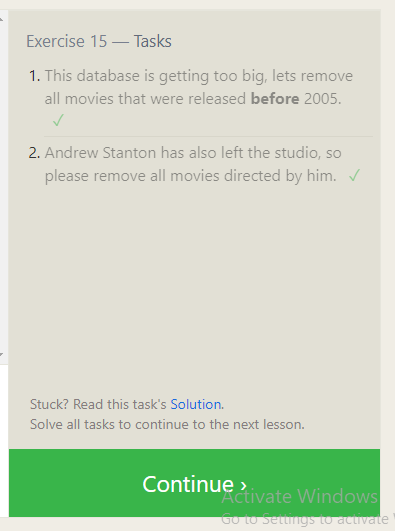 Exercise 15 — Tasks
1. This database is getting too big, lets remove
all movies that were released before 2005.
✓
2. Andrew Stanton has also left the studio, so
please remove all movies directed by him. ✓
Stuck? Read this task's Solution.
Solve all tasks to continue to the next lesson.
Continue ›
Activate Windows
Go to Settings to activate